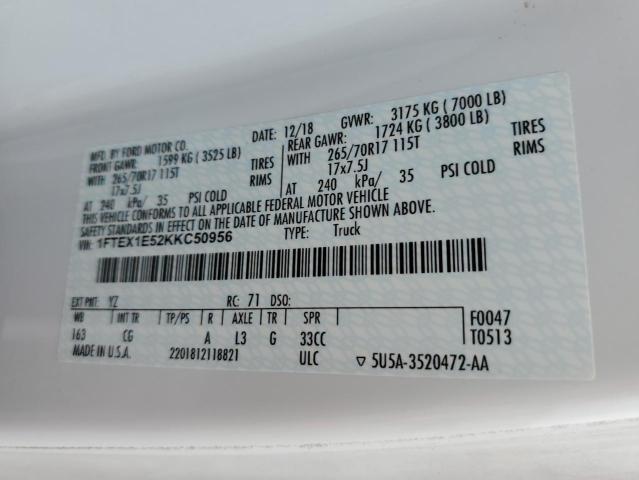 MFD. BY FORD MOTOR CO.
DATE: 12/18 GVWR: 3175 KG ( 7000 LB)
FRONT GAWR: 1599 KG ( 3525 LB) REAR GAWR: 1724 KG ( 3800 LB)
WITH 265/70R17 115T TIRES WITH 265/70R17 115T TIRES
17x7.5J RIMS 17x7.5J RIMS
AT 240 kPa/ 35 PSI COLD AT 240 kPa/ 35 PSI COLD
THIS VEHICLE CONFORMS TO ALL APPLICABLE FEDERAL MOTOR VEHICLE
SAFETY STANDARDS IN EFFECT ON THE DATE OF MANUFACTURE SHOWN ABOVE.
VIN: 1FTEX1E52KKC50956 TYPE: Truck
EXT PNT: YZ RC: 71 DSO:
WB INT TR TP/PS R AXLE TR SPR F0047
163 CG A L3 G 33CC T0513
MADE IN U.S.A. 2201812118821 ULC ▽ 5U5A-3520472-AA